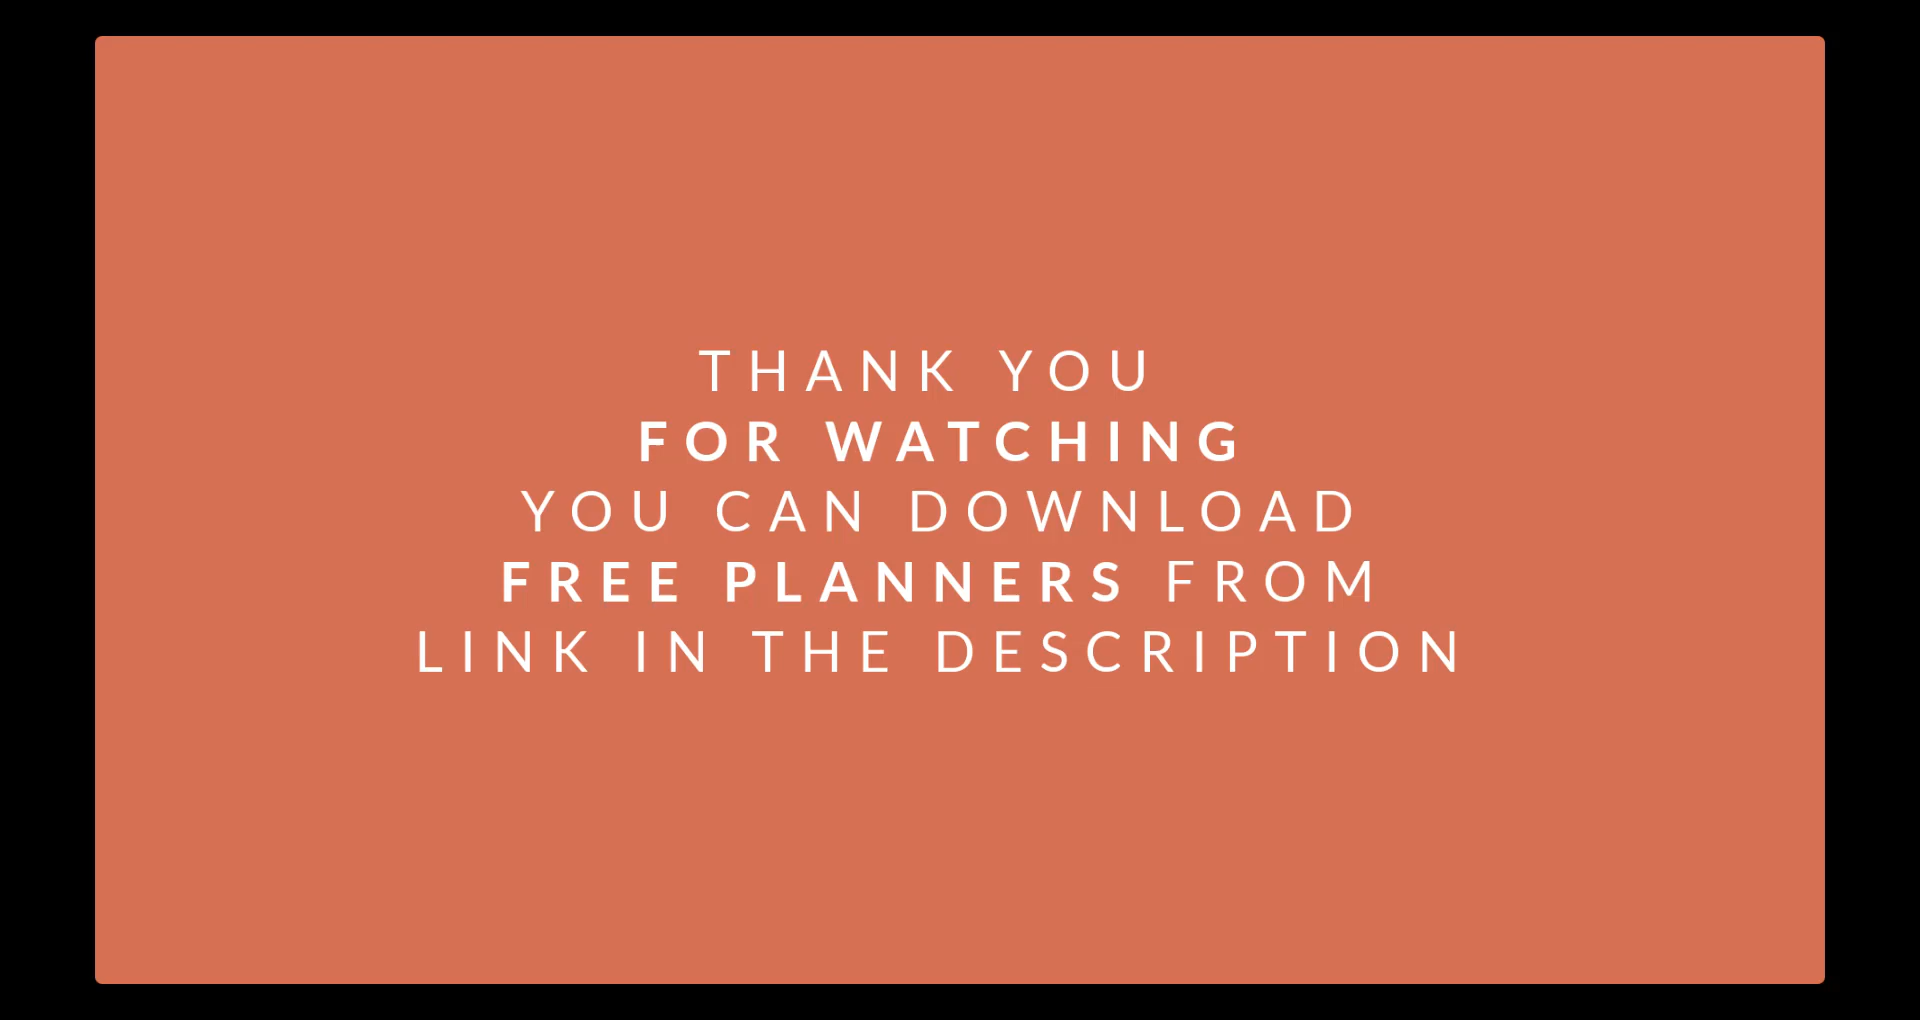 THANK YOU
FOR WATCHING
YOU CAN DOWNLOAD
FREE PLANNERS FROM
LINK IN THE DESCRIPTION